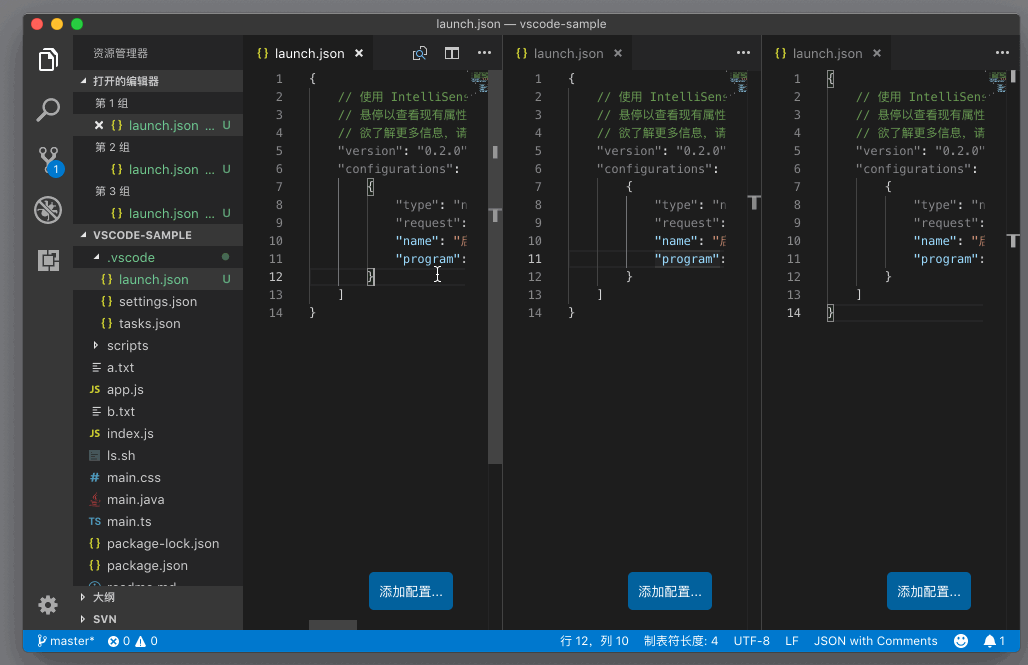 launch.json — vscode-sample
资源管理器
打开的编辑器
第 1 组
launch.json ... U
第 2 组
launch.json ... U
第 3 组
launch.json ... U
VSCODE-SAMPLE
.vscode
launch.json U
settings.json
tasks.json
scripts
a.txt
JS app.js
b.txt
JS index.js
ls.sh
# main.css
main.java
TS main.ts
{} package-lock.json
{} package.json
readme.md
大纲
SVN
{} launch.json ×
1 {
2 // 使用 IntelliSens
3 // 悬停以查看现有属性
4 // 欲了解更多信息，请
5 "version": "0.2.0"
6 "configurations":
7 {
8 "type": "n
9 "request":
10 "name": "启
11 "program":
12 }
13 ]
14 }
添加配置...
{} launch.json ×
1 {
2 // 使用 IntelliSens
3 // 悬停以查看现有属性
4 // 欲了解更多信息，请
5 "version": "0.2.0"
6 "configurations":
7 {
8 "type": "n
9 "request":
10 "name": "启
11 "program":
12 }
13 ]
14 }
添加配置...
{} launch.json ×
1 {
2 // 使用 IntelliSens
3 // 悬停以查看现有属性
4 // 欲了解更多信息，请
5 "version": "0.2.0"
6 "configurations":
7 {
8 "type": "n
9 "request":
10 "name": "启
11 "program":
12 }
13 ]
14 }
添加配置...
master* 0 0 行 12，列 10 制表符长度: 4 UTF-8 LF JSON with Comments 1